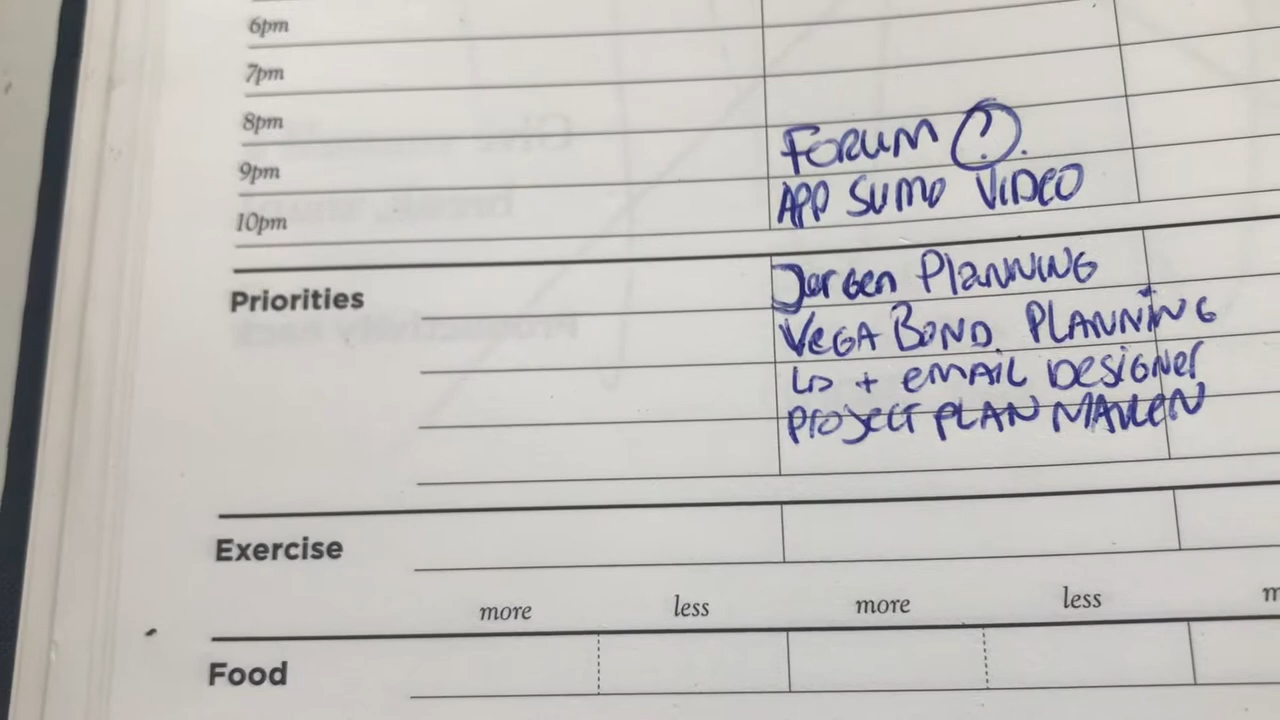 6pm
7pm
8pm
FORUM
9pm
APP SUMO VIDEO
10pm
Priorities
Jorgen Planning
VEGA BOND. PLANNING
+ EMAIL DESIGNER
PROJECT PLAN
Exercise
more less more less
Food